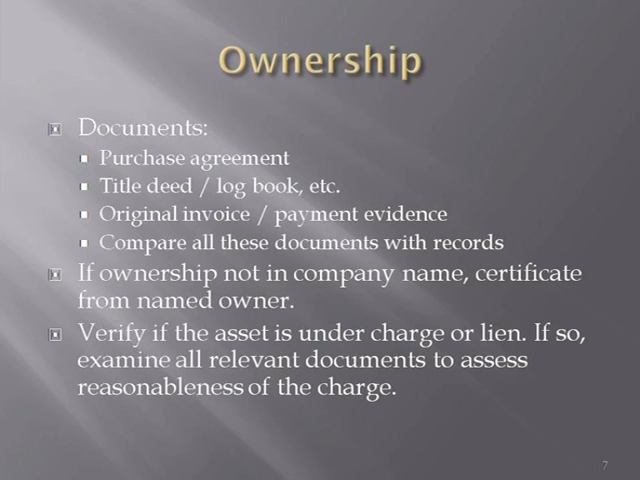 Ownership
Documents:
Purchase agreement
Title deed / log book, etc.
Original invoice / payment evidence
Compare all these documents with records
If ownership not in company name, certificate
from named owner.
Verify if the asset is under charge or lien. If so,
examine all relevant documents to assess
reasonableness of the charge.
7